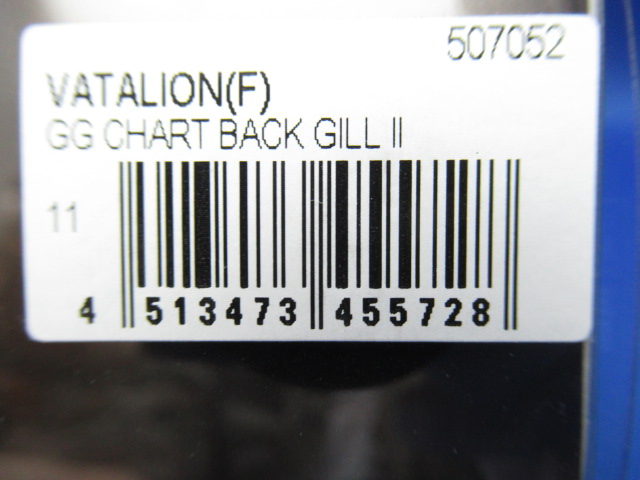 507052
VATALION(F)
GG CHART BACK GILL II
11
4 513473 455728